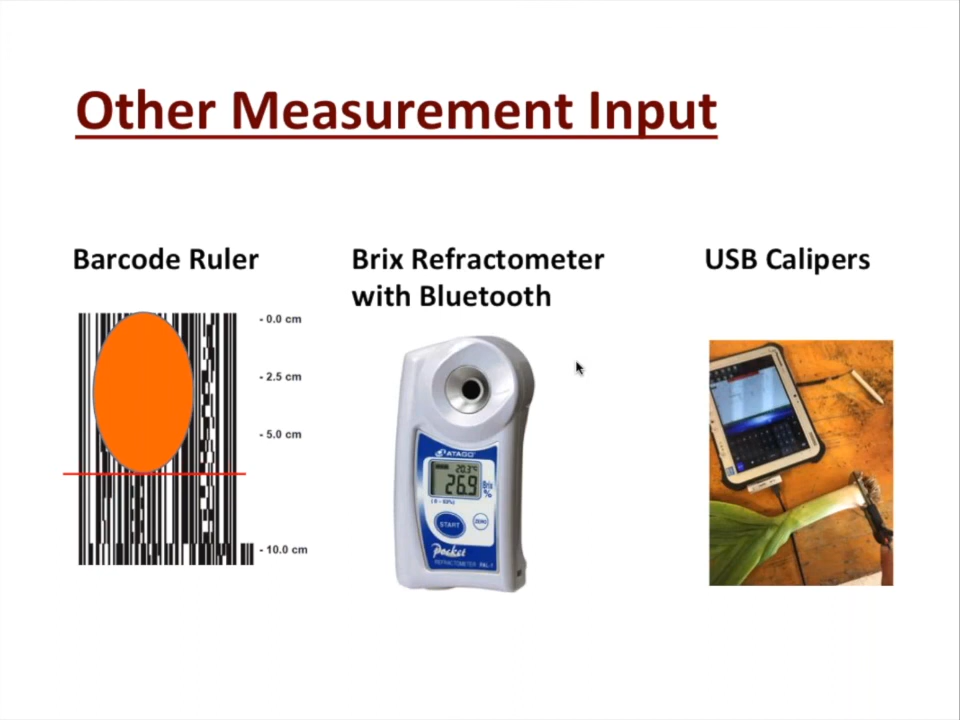 Other Measurement Input
Barcode Ruler
Brix Refractometer
with Bluetooth
USB Calipers
- 0.0 cm
- 2.5 cm
- 5.0 cm
- 10.0 cm
ATAGO
20.3°C
26.9
Brix
%
START
ZERO
Pocket
REFRACTOMETER PAL-1